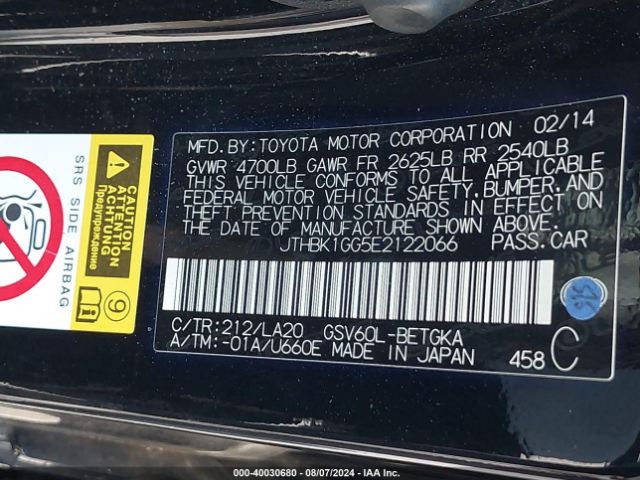 SRS SIDE AIRBAG
CAUTION
ATTENTION
Предупреждение
9
MFD. BY: TOYOTA MOTOR CORPORATION 02/14
GVWR 4700LB GAWR FR 2625LB RR 2540LB
THIS VEHICLE CONFORMS TO ALL APPLICABLE
FEDERAL MOTOR VEHICLE SAFETY, BUMPER, AND
THEFT PREVENTION STANDARDS IN EFFECT ON
THE DATE OF MANUFACTURE SHOWN ABOVE.
JTHBK1GG5E2122066 PASS.CAR
C/TR:212/LA20 GSV60L-BETGKA
A/TM:-01A/U660E MADE IN JAPAN 458 C
000-40030680 - 08/07/2024 - IAA Inc.